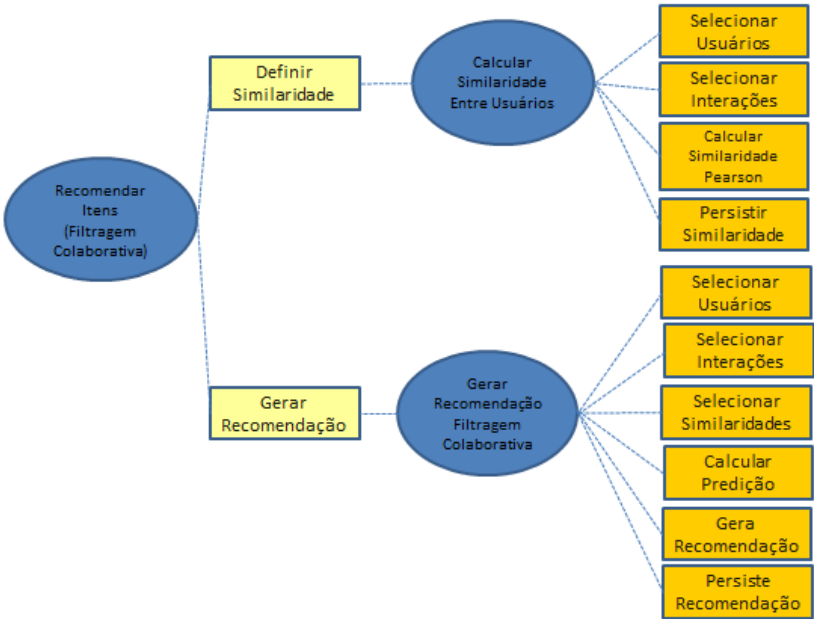 Recomendar
Itens
(Filtragem
Colaborativa)
Definir
Similaridade
Calcular
Similaridade
Entre Usuários
Selecionar
Usuários
Selecionar
Interações
Calcular
Similaridade
Pearson
Persistir
Similaridade
Gerar
Recomendação
Gerar
Recomendação
Filtragem
Colaborativa
Selecionar
Usuários
Selecionar
Interações
Selecionar
Similaridades
Calcular
Predição
Gera
Recomendação
Persiste
Recomendação